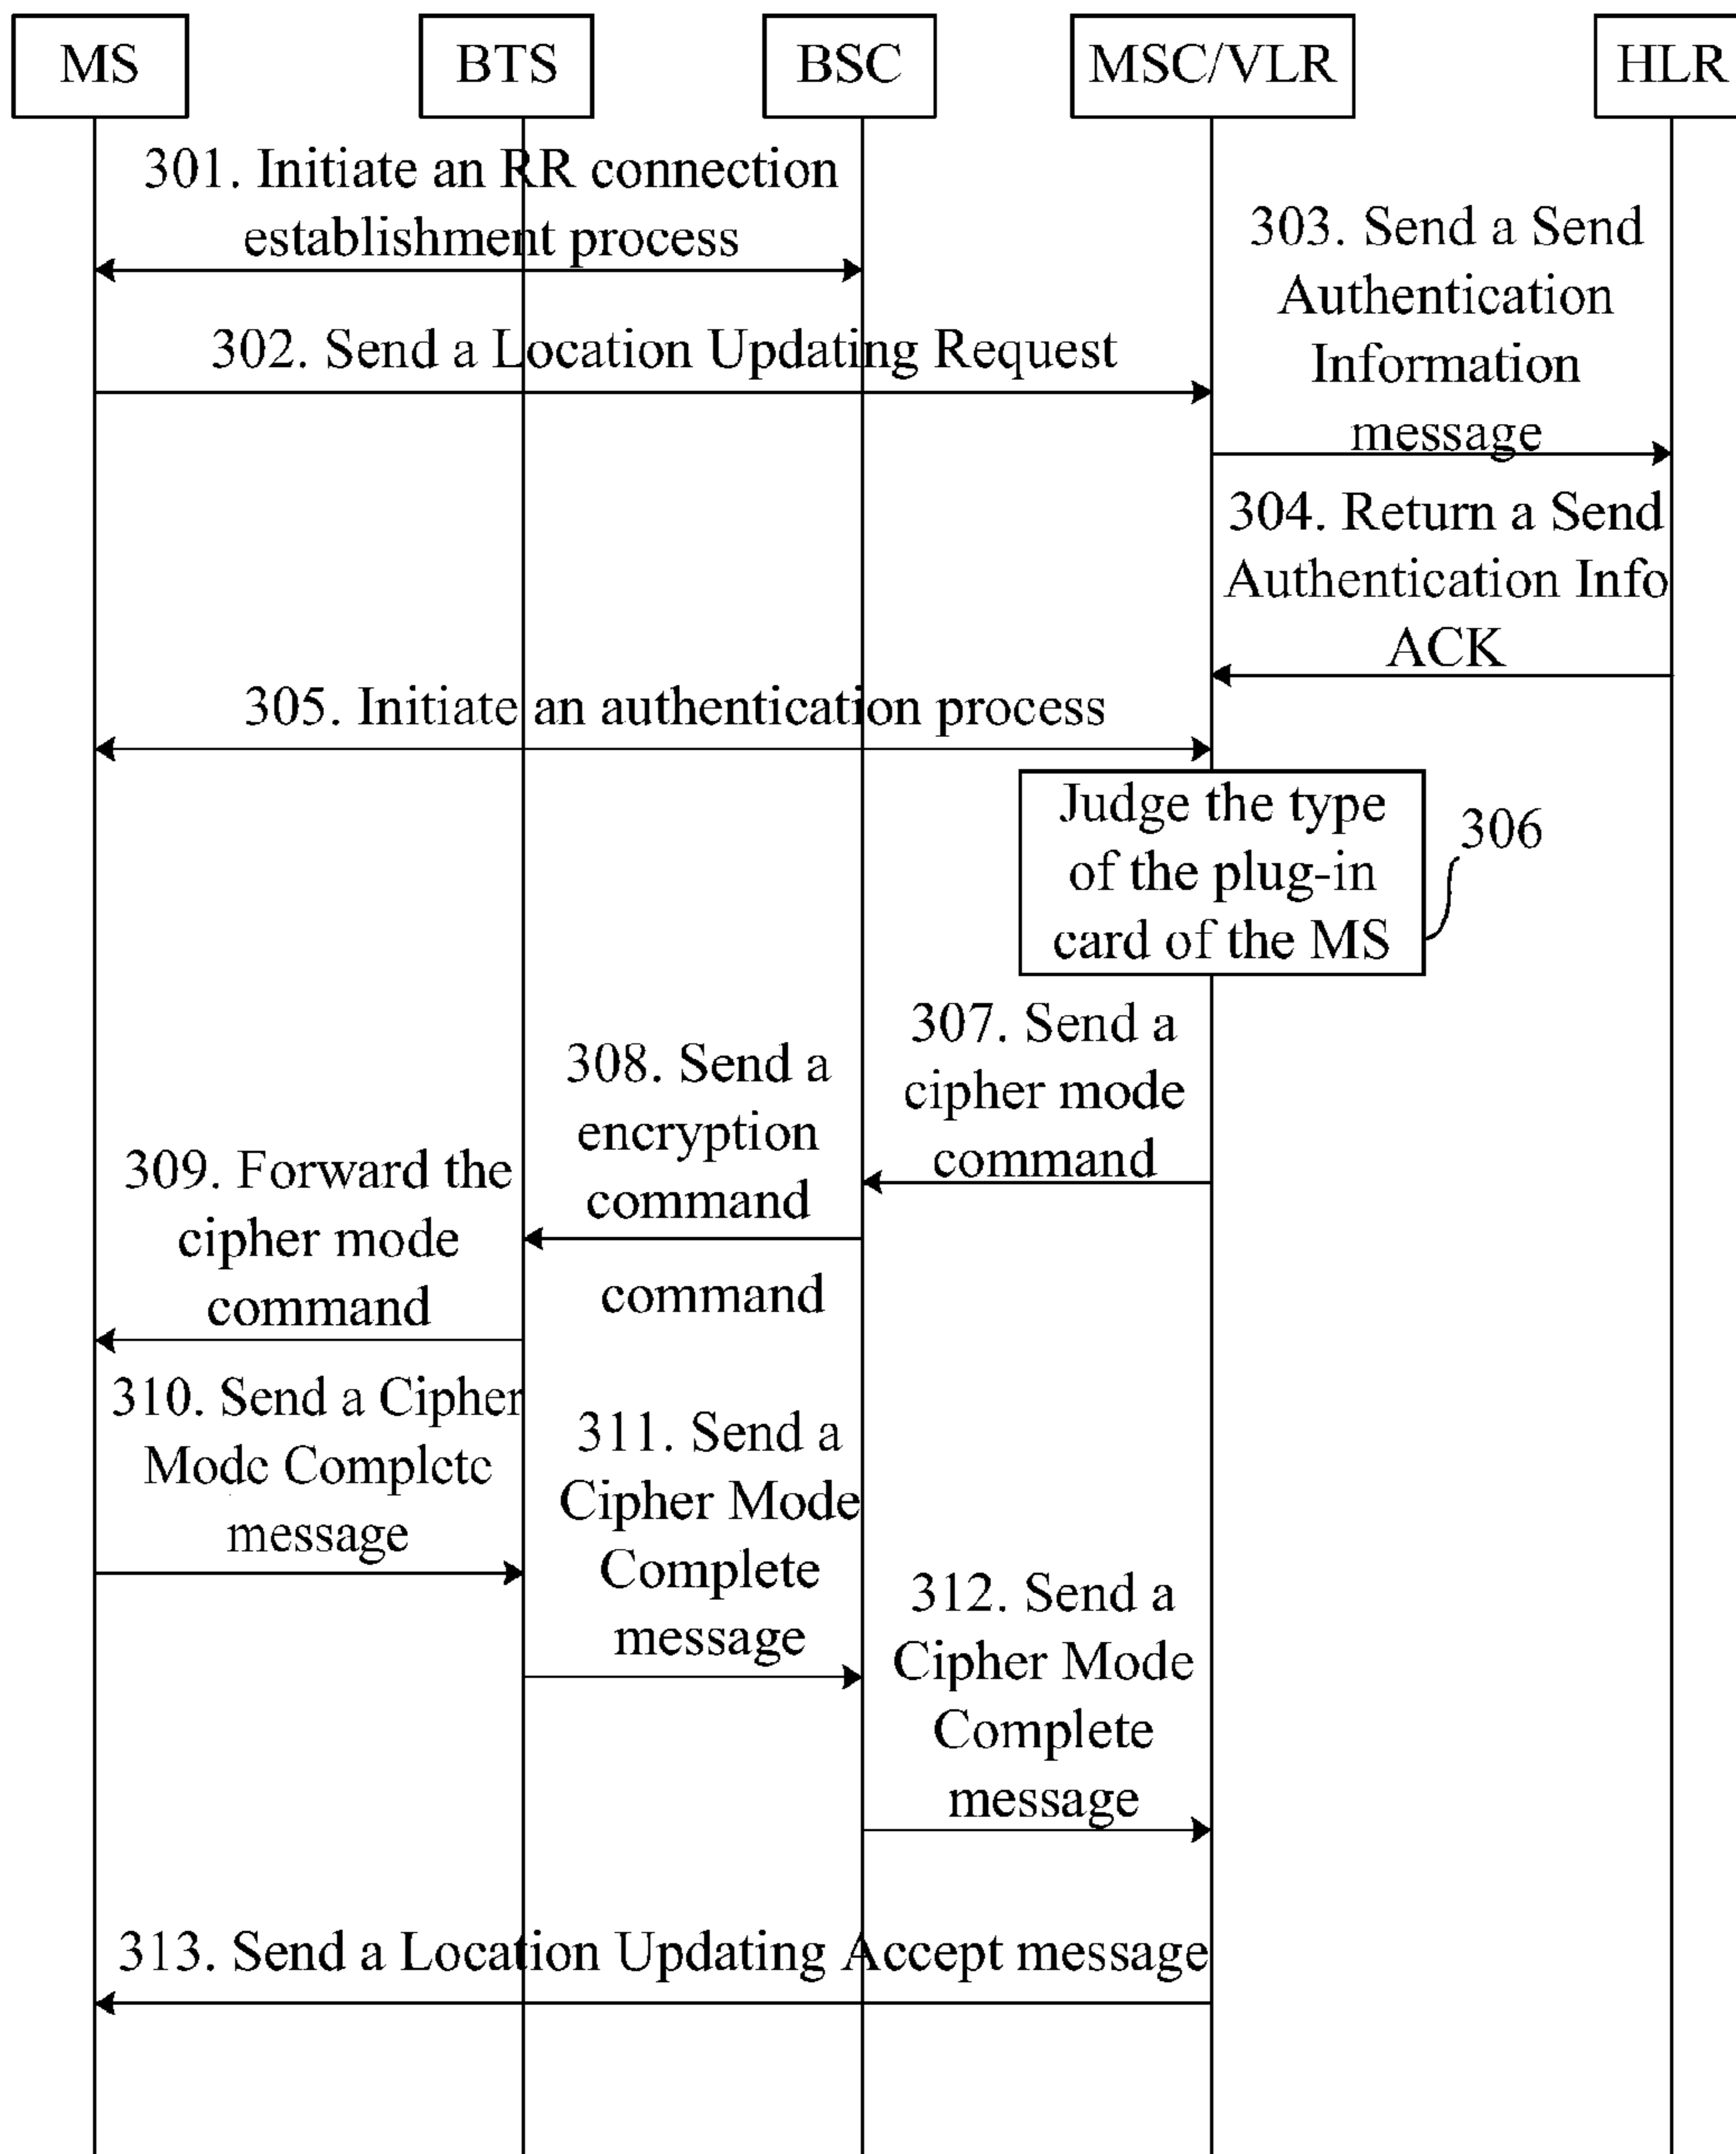 MS
BTS
BSC
MSC/VLR
HLR
301. Initiate an RR connection
establishment process
302. Send a Location Updating Request
303. Send a Send
Authentication
Information
message
304. Return a Send
Authentication Info
ACK
305. Initiate an authentication process
Judge the type
of the plug-in
card of the MS
306
307. Send a
cipher mode
command
308. Send a
encryption
command
command
309. Forward the
cipher mode
command
310. Send a Cipher
Mode Complete
message
311. Send a
Cipher Mode
Complete
message
312. Send a
Cipher Mode
Complete
message
313. Send a Location Updating Accept message